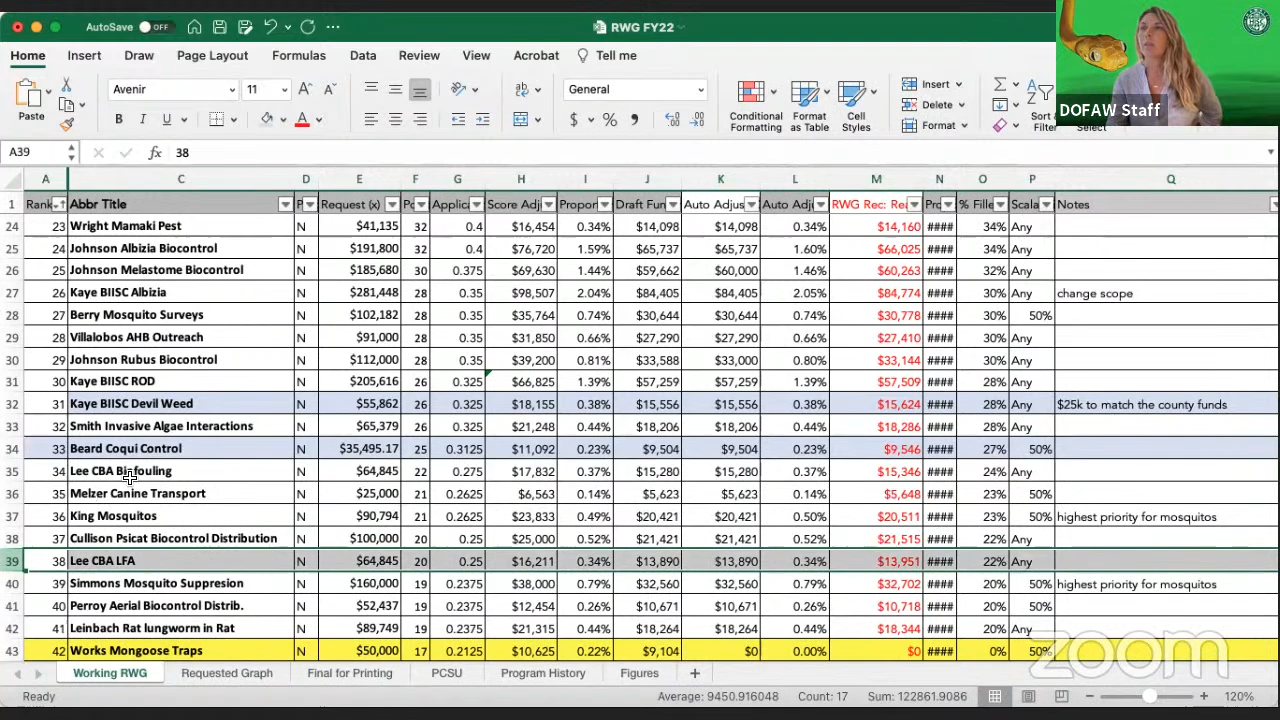 AutoSave OFF RWG FY22
Home Insert Draw Page Layout Formulas Data Review View Acrobat Tell me
Paste Avenir 11 General Conditional Formatting Format as Table Cell Styles Insert Delete Format Sort Filter Select
DOFAW Staff
A39 fx 38
A C D E F G H I J K L M N O P Q
1 Rank Abbr Title P Request (x) Po Applica Score Adj Propor Draft Fun Auto Adjus Auto Adj RWG Rec: Re Pro % Fille Scala Notes
24 23 Wright Mamaki Pest N $41,135 32 0.4 $16,454 0.34% $14,098 $14,098 0.34% $14,160 #### 34% Any
25 24 Johnson Albizia Biocontrol N $191,800 32 0.4 $76,720 1.59% $65,737 $65,737 1.60% $66,025 #### 34% Any
26 25 Johnson Melastome Biocontrol N $185,680 30 0.375 $69,630 1.44% $59,662 $60,000 1.46% $60,263 #### 32% Any
27 26 Kaye BIISC Albizia N $281,448 28 0.35 $98,507 2.04% $84,405 $84,405 2.05% $84,774 #### 30% Any change scope
28 27 Berry Mosquito Surveys N $102,182 28 0.35 $35,764 0.74% $30,644 $30,644 0.74% $30,778 #### 30% 50%
29 28 Villalobos AHB Outreach N $91,000 28 0.35 $31,850 0.66% $27,290 $27,290 0.66% $27,410 #### 30% Any
30 29 Johnson Rubus Biocontrol N $112,000 28 0.35 $39,200 0.81% $33,588 $33,000 0.80% $33,144 #### 30% Any
31 30 Kaye BIISC ROD N $205,616 26 0.325 $66,825 1.39% $57,259 $57,259 1.39% $57,509 #### 28% Any
32 31 Kaye BIISC Devil Weed N $55,862 26 0.325 $18,155 0.38% $15,556 $15,556 0.38% $15,624 #### 28% Any $25k to match the county funds
33 32 Smith Invasive Algae Interactions N $65,379 26 0.325 $21,248 0.44% $18,206 $18,206 0.44% $18,286 #### 28% Any
34 33 Beard Coqui Control N $35,495.17 25 0.3125 $11,092 0.23% $9,504 $9,504 0.23% $9,546 #### 27% 50%
35 34 Lee CBA Biofouling N $64,845 22 0.275 $17,832 0.37% $15,280 $15,280 0.37% $15,346 #### 24% Any
36 35 Melzer Canine Transport N $25,000 21 0.2625 $6,563 0.14% $5,623 $5,623 0.14% $5,648 #### 23% 50%
37 36 King Mosquitos N $90,794 21 0.2625 $23,833 0.49% $20,421 $20,421 0.50% $20,511 #### 23% 50% highest priority for mosquitos
38 37 Cullison Psicat Biocontrol Distribution N $100,000 20 0.25 $25,000 0.52% $21,421 $21,421 0.52% $21,515 #### 22% Any
39 38 Lee CBA LFA N $64,845 20 0.25 $16,211 0.34% $13,890 $13,890 0.34% $13,951 #### 22% Any
40 39 Simmons Mosquito Suppresion N $160,000 19 0.2375 $38,000 0.79% $32,560 $32,560 0.79% $32,702 #### 20% 50% highest priority for mosquitos
41 40 Perroy Aerial Biocontrol Distrib. N $52,437 19 0.2375 $12,454 0.26% $10,671 $10,671 0.26% $10,718 #### 20% 50%
42 41 Leinbach Rat lungworm in Rat N $89,749 19 0.2375 $21,315 0.44% $18,264 $18,264 0.44% $18,344 #### 20% Any
43 42 Works Mongoose Traps N $50,000 17 0.2125 $10,625 0.22% $9,104 $0 0.00% $0 #### 0% 50%
zoom
Working RWG Requested Graph Final for Printing PCSU Program History Figures +
Ready Average: 9450.916048 Count: 17 Sum: 122861.9086 120%